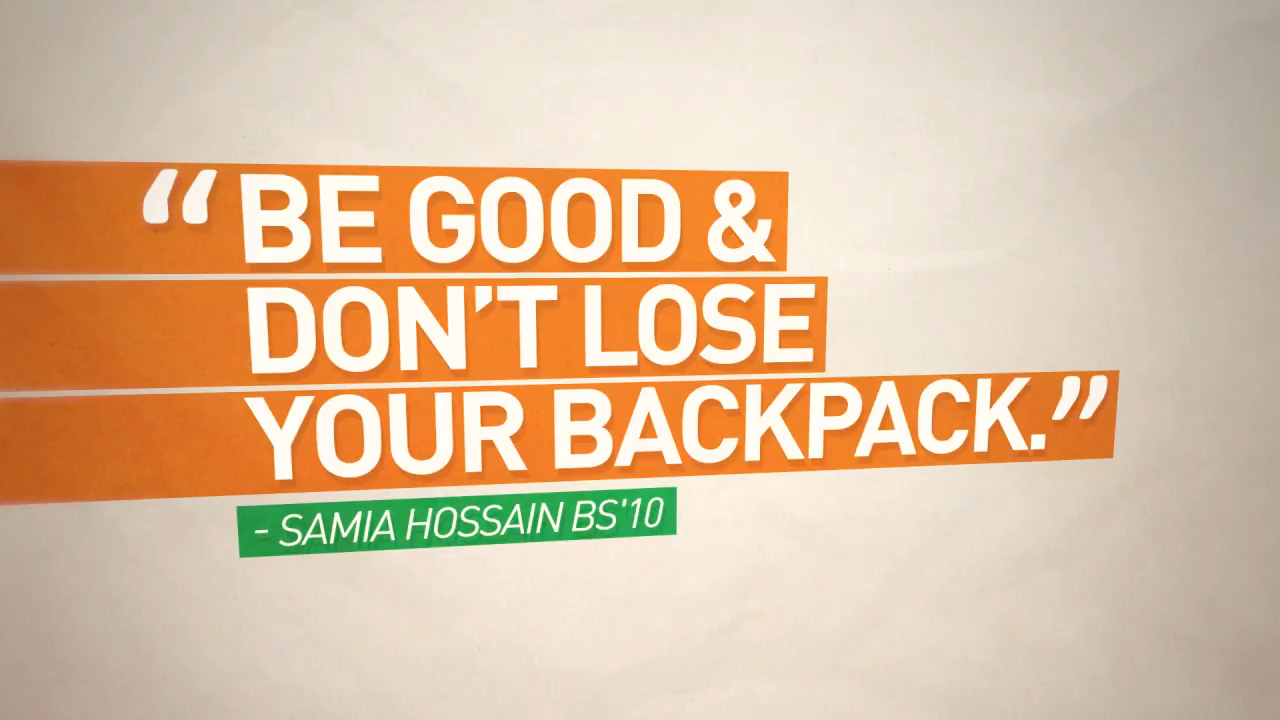 “BE GOOD &
DON’T LOSE
YOUR BACKPACK.”
- SAMIA HOSSAIN BS'10